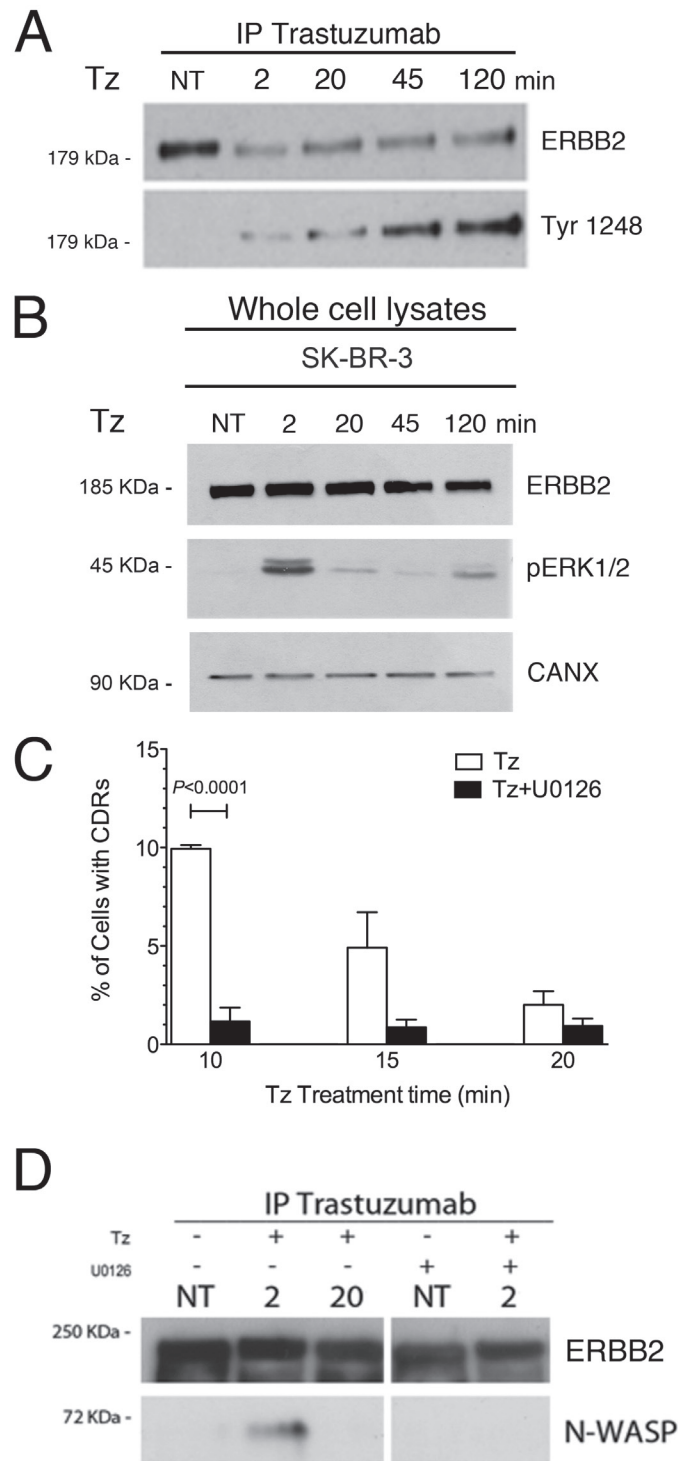 A
IP Trastuzumab
Tz NT 2 20 45 120 min
179 kDa - ERBB2
179 kDa - Tyr 1248
B
Whole cell lysates
SK-BR-3
Tz NT 2 20 45 120 min
185 KDa - ERBB2
45 KDa - pERK1/2
90 KDa - CANX
C
15
10
5
0
% of Cells with CDRs
P<0.0001
Tz
Tz+U0126
10 15 20
Tz Treatment time (min)
D
IP Trastuzumab
Tz - + + - +
U0126 - - - + +
NT 2 20 NT 2
250 KDa - ERBB2
72 KDa - N-WASP